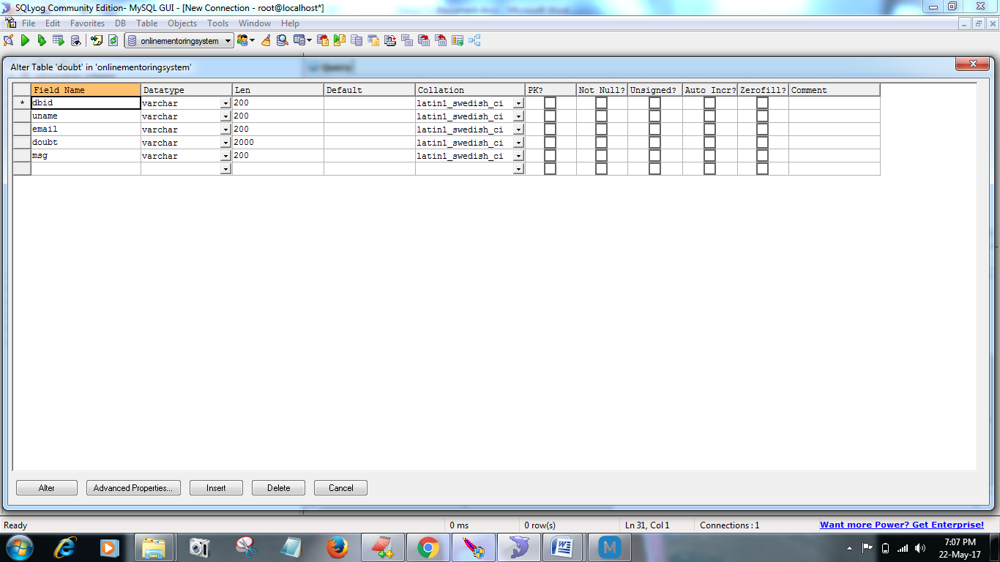 SQLyog Community Edition- MySQL GUI - [New Connection - root@localhost*]
File Edit Favorites DB Table Objects Tools Window Help
onlinementoringsystem
Alter Table 'doubt' in 'onlinementoringsystem'
Field Name Datatype Len Default Collation PK? Not Null? Unsigned? Auto Incr? Zerofill? Comment
* dbid varchar 200 latin1_swedish_ci
uname varchar 200 latin1_swedish_ci
email varchar 200 latin1_swedish_ci
doubt varchar 2000 latin1_swedish_ci
msg varchar 200 latin1_swedish_ci
Alter Advanced Properties... Insert Delete Cancel
Ready 0 ms 0 row(s) Ln 31, Col 1 Connections : 1 Want more Power? Get Enterprise!
7:07 PM
22-May-17